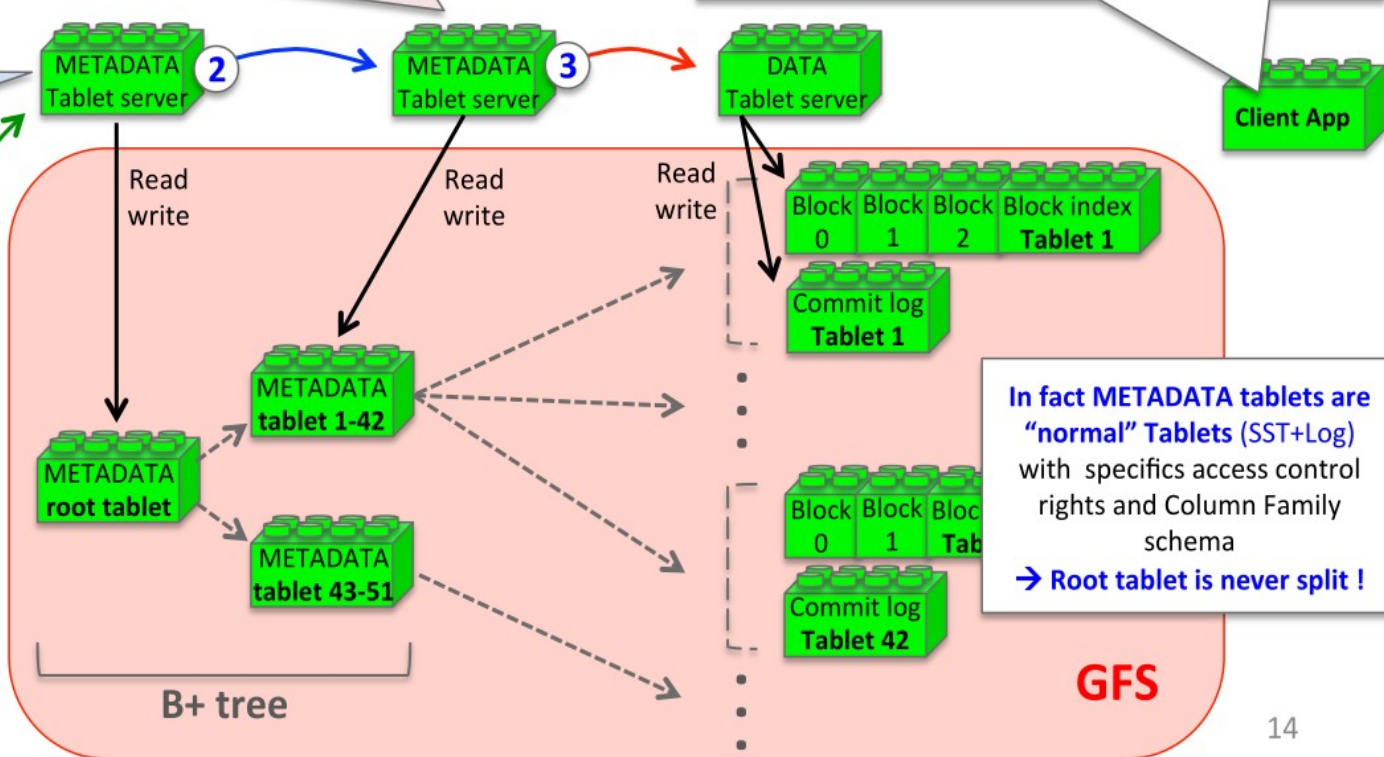 METADATA
Tablet server
2
METADATA
Tablet server
3
DATA
Tablet server
Client App
Read
write
Read
write
Read
write
Block
0
Block
1
Block
2
Block index
Tablet 1
Commit log
Tablet 1
METADATA
tablet 1-42
METADATA
root tablet
METADATA
tablet 43-51
Block
0
Block
1
Bloc
Tab
Commit log
Tablet 42
In fact METADATA tablets are
“normal” Tablets (SST+Log)
with specifics access control
rights and Column Family
schema
→ Root tablet is never split !
B+ tree
GFS
14